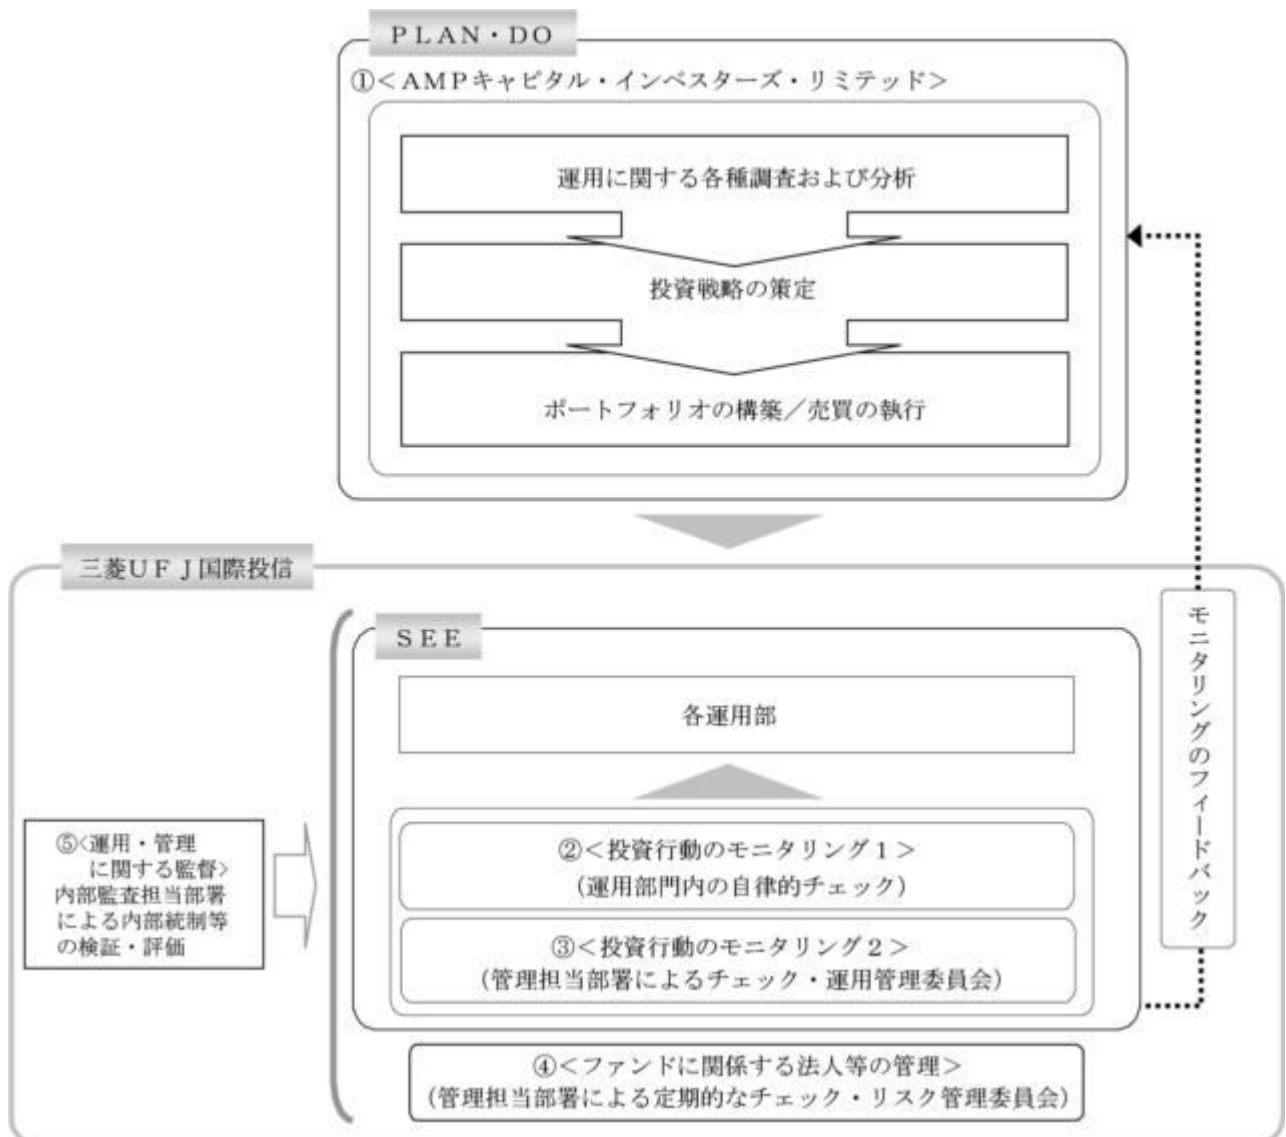 PLAN・DO
①<AMPキャピタル・インベスターズ・リミテッド>
運用に関する各種調査および分析
投資戦略の策定
ポートフォリオの構築／売買の執行
三菱UFJ国際投信
SEE
各運用部
②<投資行動のモニタリング1>
(運用部門内の自律的チェック)
③<投資行動のモニタリング2>
(管理担当部署によるチェック・運用管理委員会)
④<ファンドに関係する法人等の管理>
(管理担当部署による定期的なチェック・リスク管理委員会)
⑤<運用・管理
に関する監督>
内部監査担当部署
による内部統制等
の検証・評価
モニタリングのフィードバック